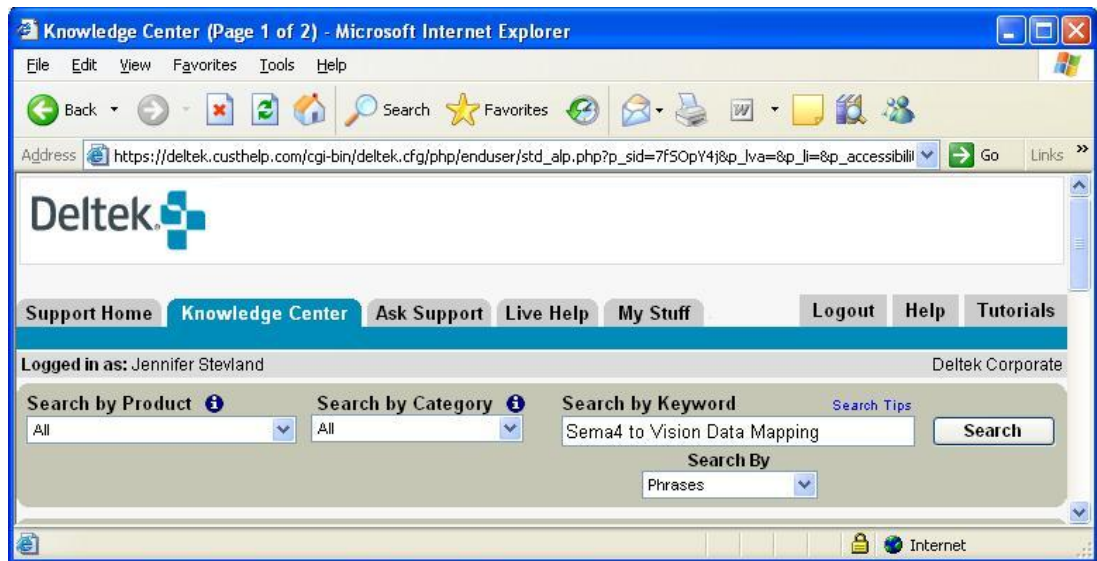 Knowledge Center (Page 1 of 2) - Microsoft Internet Explorer
File Edit View Favorites Tools Help
Back Search Favorites
Address https://deltek.custhelp.com/cgi-bin/deltek.cfg/php/enduser/std_alp.php?p_sid=7fSOpY4j&p_lva=&p_li=&p_accessibili Go Links »
Deltek.
Support Home Knowledge Center Ask Support Live Help My Stuff Logout Help Tutorials
Logged in as: Jennifer Stevland Deltek Corporate
Search by Product Search by Category Search by Keyword Search Tips
All All Sema4 to Vision Data Mapping Search
Search By
Phrases
Internet